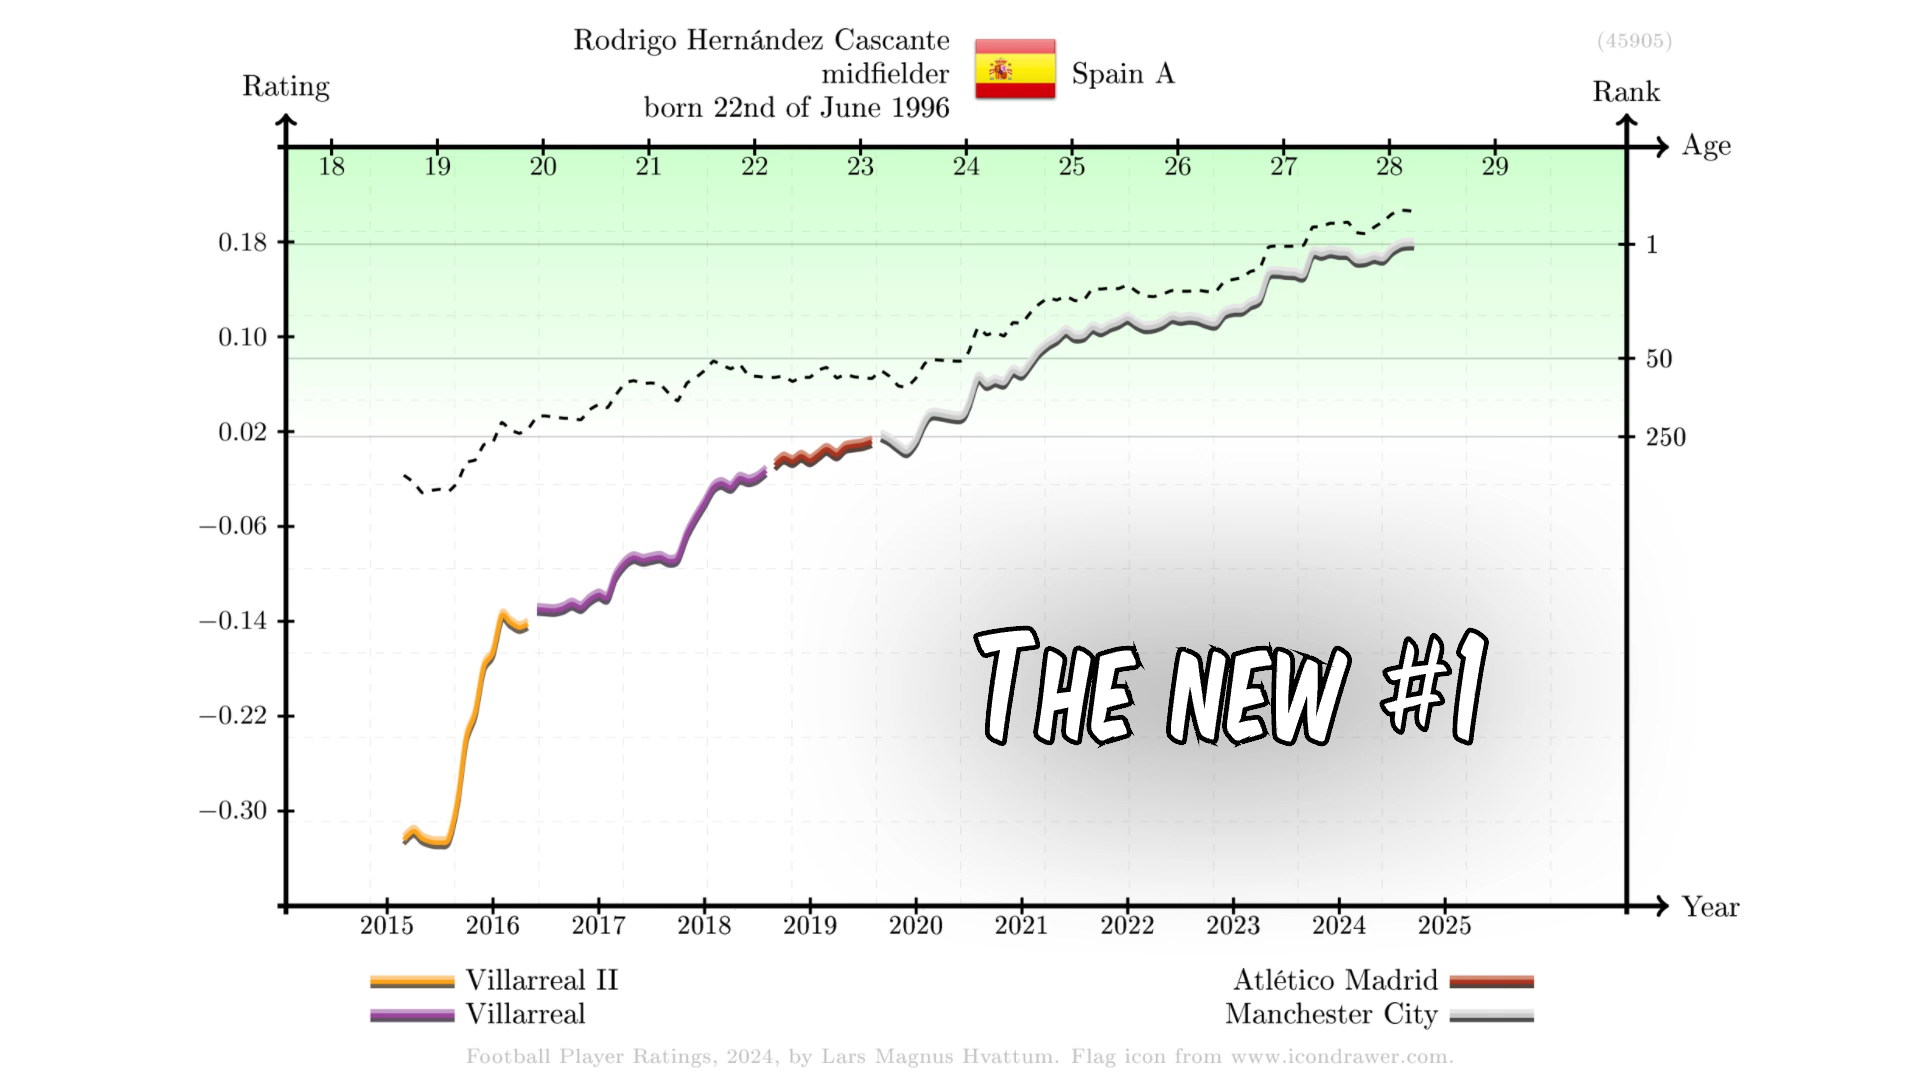 Rodrigo Hernández Cascante
midfielder
born 22nd of June 1996
Spain A
(45905)
Rating
Rank
Age
18 19 20 21 22 23 24 25 26 27 28 29
0.18
0.10
0.02
−0.06
−0.14
−0.22
−0.30
1
50
250
The new #1
Year
2015 2016 2017 2018 2019 2020 2021 2022 2023 2024 2025
Villarreal II
Villarreal
Atlético Madrid
Manchester City
Football Player Ratings, 2024, by Lars Magnus Hvattum. Flag icon from www.icondrawer.com.